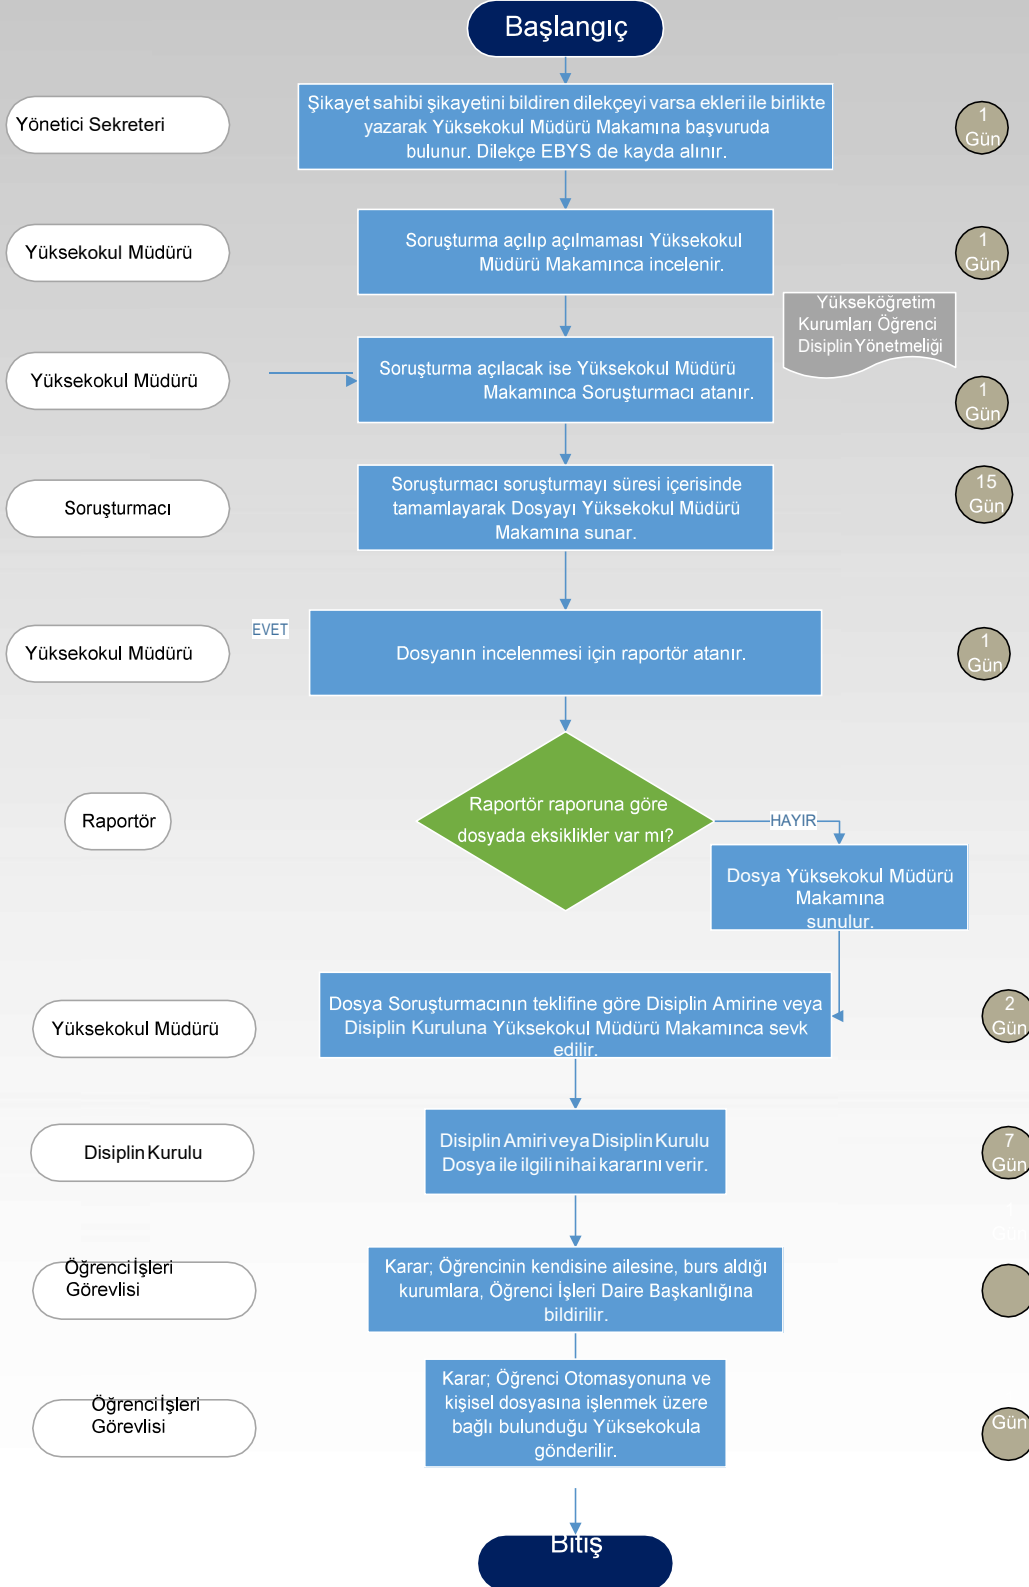 Başlangıç
Yönetici Sekreteri
Şikayet sahibi şikayetini bildiren dilekçeyi varsa ekleri ile birlikte
yazarak Yüksekokul Müdürü Makamına başvuruda
bulunur. Dilekçe EBYS de kayda alınır.
1
Gün
Yüksekokul Müdürü
Soruşturma açılıp açılmaması Yüksekokul
Müdürü Makamınca incelenir.
1
Gün
Yükseköğretim
Kurumları Öğrenci
Disiplin Yönetmeliği
Yüksekokul Müdürü
Soruşturma açılacak ise Yüksekokul Müdürü
Makamınca Soruşturmacı atanır.
1
Gün
Soruşturmacı
Soruşturmacı soruşturmayı süresi içerisinde
tamamlayarak Dosyayı Yüksekokul Müdürü
Makamına sunar.
15
Gün
EVET
Yüksekokul Müdürü
Dosyanın incelenmesi için raportör atanır.
1
Gün
Raportör
Raportör raporuna göre
dosyada eksiklikler var mı?
HAYIR
Dosya Yüksekokul Müdürü
Makamına
sunulur.
Yüksekokul Müdürü
Dosya Soruşturmacının teklifine göre Disiplin Amirine veya
Disiplin Kuruluna Yüksekokul Müdürü Makamınca sevk
edilir.
2
Gün
Disiplin Kurulu
Disiplin Amiri veya Disiplin Kurulu
Dosya ile ilgili nihai kararını verir.
7
Gün
1
Gün
Öğrenci İşleri
Görevlisi
Karar; Öğrencinin kendisine ailesine, burs aldığı
kurumlara, Öğrenci İşleri Daire Başkanlığına
bildirilir.
Öğrenci İşleri
Görevlisi
Karar; Öğrenci Otomasyonuna ve
kişisel dosyasına işlenmek üzere
bağlı bulunduğu Yüksekokula
gönderilir.
Gün
Bitiş